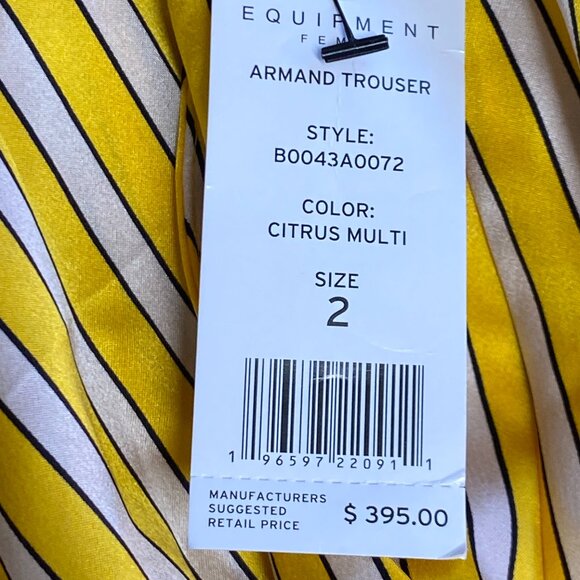 EQUIPMENT
ARMAND TROUSER
STYLE:
B0043A0072
COLOR:
CITRUS MULTI
SIZE
2
1 96597 22091 1
MANUFACTURERS
SUGGESTED
RETAIL PRICE
$ 395.00